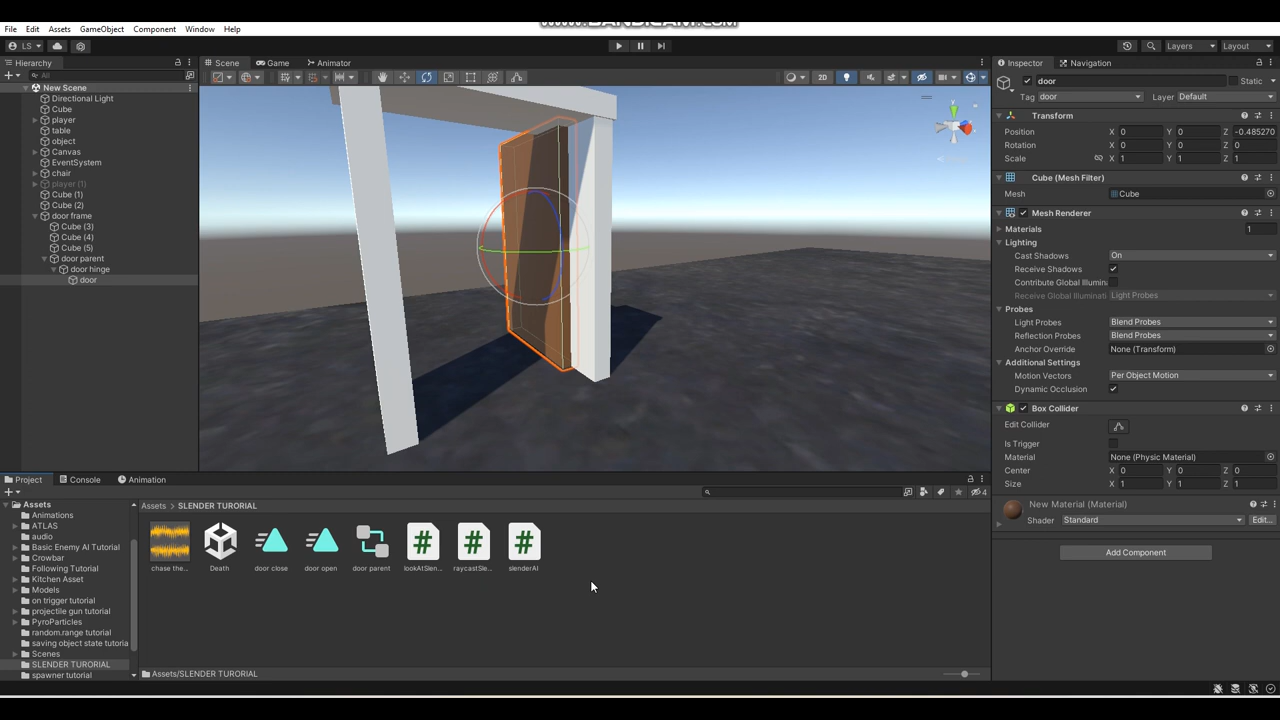 www.BANDICAM.COM
File Edit Assets GameObject Component Window Help
LS Layers Layout
Hierarchy Scene Game Animator Inspector Navigation
All 2D
New Scene
Directional Light
Cube
player
table
object
Canvas
EventSystem
chair
player (1)
Cube (1)
Cube (2)
door frame
Cube (3)
Cube (4)
Cube (5)
door parent
door hinge
door
y
door Static
Tag door Layer Default
Transform
Position X 0 Y 0 Z -0.485270
Rotation X 0 Y 0 Z 0
Scale X 1 Y 1 Z 1
Cube (Mesh Filter)
Mesh Cube
Mesh Renderer
Materials 1
Lighting
Cast Shadows On
Receive Shadows
Contribute Global Illumin
Receive Global Illuminati Light Probes
Probes
Light Probes Blend Probes
Reflection Probes Blend Probes
Anchor Override None (Transform)
Additional Settings
Motion Vectors Per Object Motion
Dynamic Occlusion
Box Collider
Edit Collider
Is Trigger
Material None (Physic Material)
Center X 0 Y 0 Z 0
Size X 1 Y 1 Z 1
New Material (Material)
Shader Standard Edit...
Add Component
Project Console Animation
4
Assets
Animations
ATLAS
audio
Basic Enemy AI Tutorial
Crowbar
Following Tutorial
Kitchen Asset
Models
on trigger tutorial
projectile gun tutorial
PyroParticles
random.range tutorial
saving object state tutoria
Scenes
SLENDER TURORIAL
spawner tutorial
Assets > SLENDER TURORIAL
chase the... Death door close door open door parent lookAtSlen... raycastSle... slenderAI
Assets/SLENDER TURORIAL